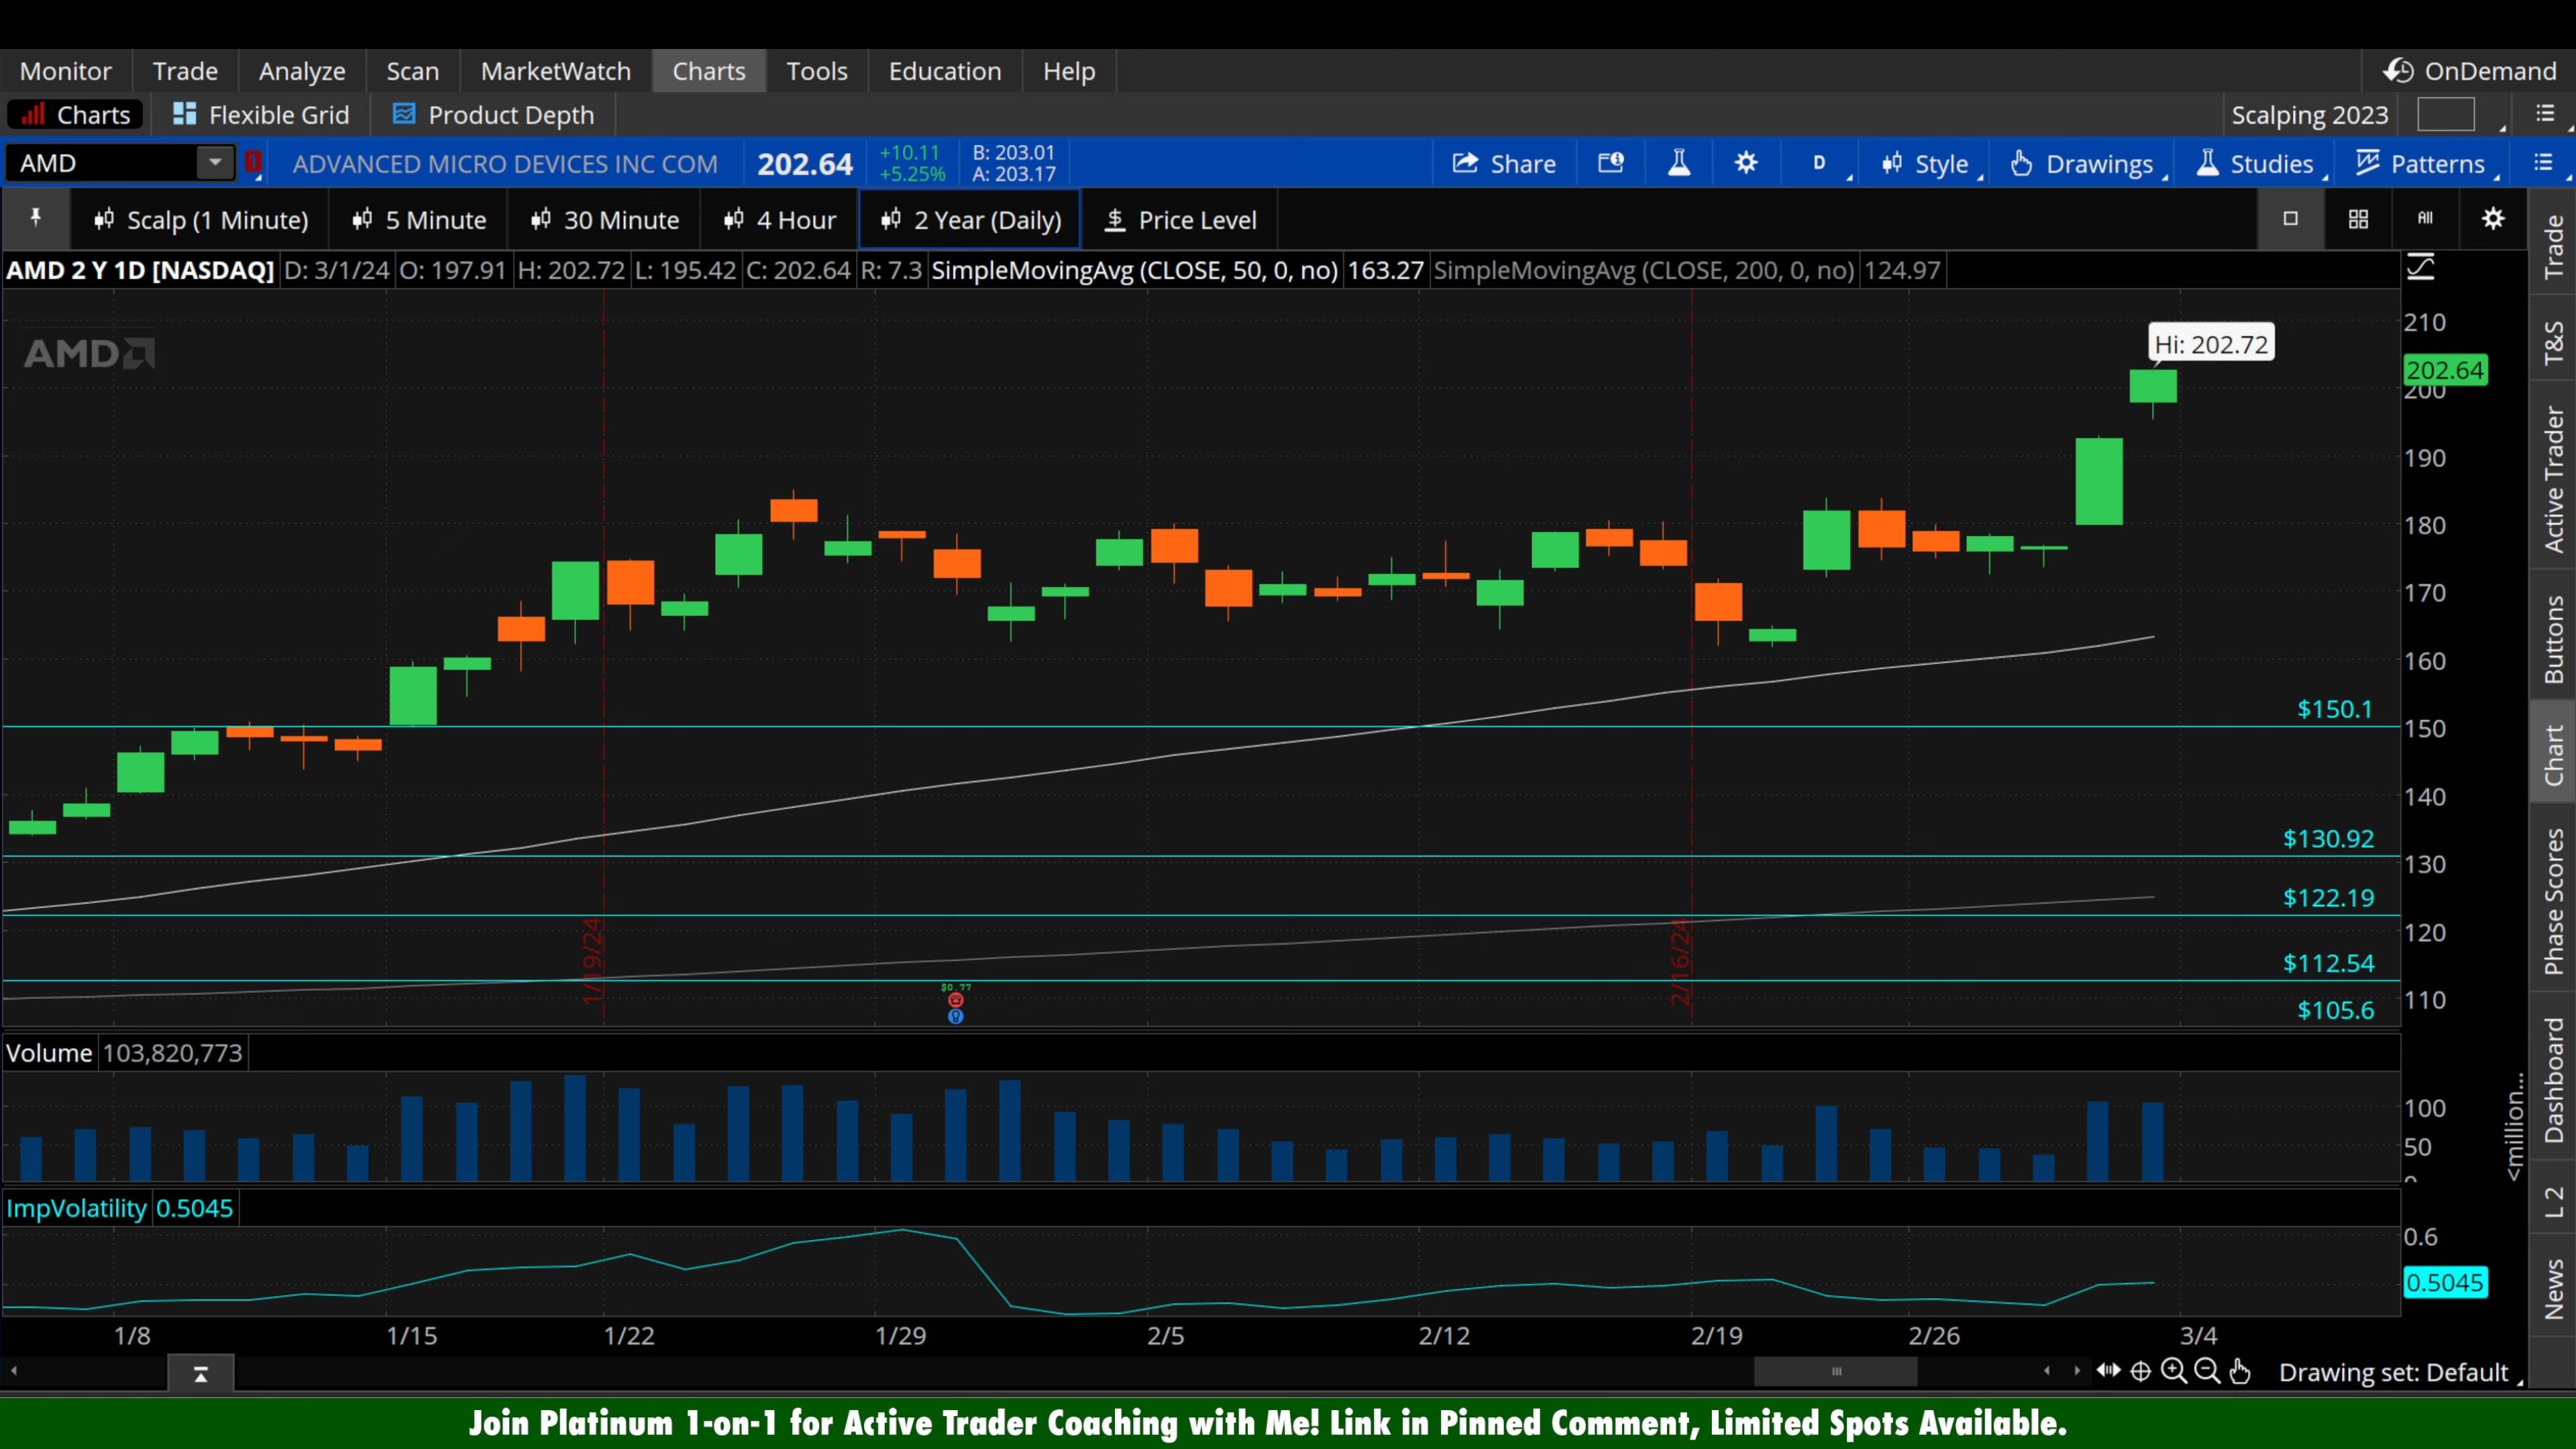 Monitor Trade Analyze Scan MarketWatch Charts Tools Education Help OnDemand
Charts Flexible Grid Product Depth Scalping 2023
AMD 1 ADVANCED MICRO DEVICES INC COM 202.64 +10.11 B: 203.01 Share D Style Drawings Studies Patterns
+5.25% A: 203.17
Scalp (1 Minute) 5 Minute 30 Minute 4 Hour 2 Year (Daily) $ Price Level All
AMD 2 Y 1D [NASDAQ] D: 3/1/24 O: 197.91 H: 202.72 L: 195.42 C: 202.64 R: 7.3 SimpleMovingAvg (CLOSE, 50, 0, no) 163.27 SimpleMovingAvg (CLOSE, 200, 0, no) 124.97
AMD
Hi: 202.72
210
202.64
200
190
180
170
160
$150.1
150
140
$130.92
130
$122.19
120
$112.54
110
$105.6
1/19/24
2/16/24
$0.77
Volume 103,820,773
100
50
<million...
ImpVolatility 0.5045
0.6
0.5045
1/8 1/15 1/22 1/29 2/5 2/12 2/19 2/26 3/4
Drawing set: Default
Trade
T&S
Active Trader
Buttons
Chart
Phase Scores
Dashboard
L 2
News
Join Platinum 1-on-1 for Active Trader Coaching with Me! Link in Pinned Comment, Limited Spots Available.